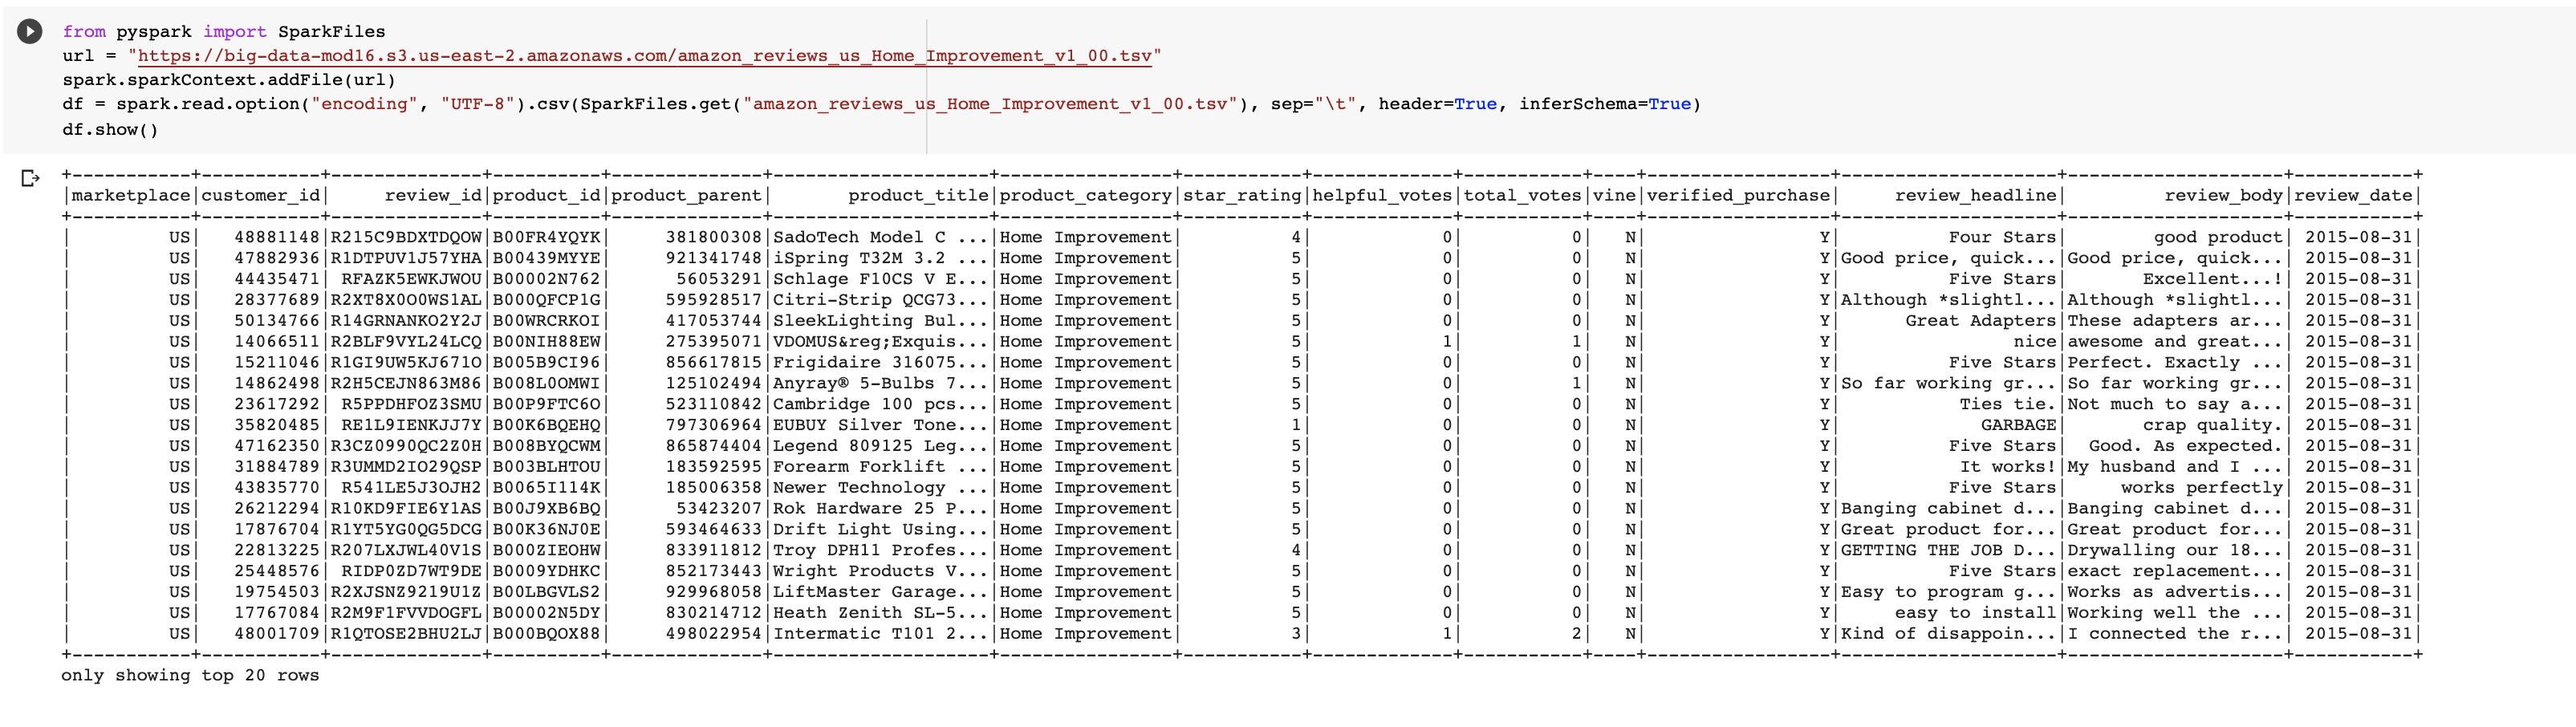 from pyspark import SparkFiles
url = "https://big-data-mod16.s3.us-east-2.amazonaws.com/amazon_reviews_us_Home_Improvement_v1_00.tsv"
spark.sparkContext.addFile(url)
df = spark.read.option("encoding", "UTF-8").csv(SparkFiles.get("amazon_reviews_us_Home_Improvement_v1_00.tsv"), sep="\t", header=True, inferSchema=True)
df.show()
+-----------+-----------+--------------+----------+--------------+--------------------+----------------+-----------+-------------+-----------+----+-----------------+--------------------+--------------------+-----------+
|marketplace|customer_id|     review_id|product_id|product_parent|       product_title|product_category|star_rating|helpful_votes|total_votes|vine|verified_purchase|     review_headline|         review_body|review_date|
+-----------+-----------+--------------+----------+--------------+--------------------+----------------+-----------+-------------+-----------+----+-----------------+--------------------+--------------------+-----------+
|         US|   48881148|R215C9BDXTDQOW|B00FR4YQYK|     381800308|SadoTech Model C ...|Home Improvement|          4|            0|          0|   N|                Y|          Four Stars|        good product| 2015-08-31|
|         US|   47882936|R1DTPUV1J57YHA|B00439MYYE|     921341748|iSpring T32M 3.2 ...|Home Improvement|          5|            0|          0|   N|                Y|Good price, quick...|Good price, quick...| 2015-08-31|
|         US|   44435471| RFAZK5EWKJWOU|B00002N762|      56053291|Schlage F10CS V E...|Home Improvement|          5|            0|          0|   N|                Y|          Five Stars|       Excellent...!| 2015-08-31|
|         US|   28377689|R2XT8X0O0WS1AL|B000QFCP1G|     595928517|Citri-Strip QCG73...|Home Improvement|          5|            0|          0|   N|                Y|Although *slightl...|Although *slightl...| 2015-08-31|
|         US|   50134766|R14GRNANKO2Y2J|B00WRCRKOI|     417053744|SleekLighting Bul...|Home Improvement|          5|            0|          0|   N|                Y|      Great Adapters|These adapters ar...| 2015-08-31|
|         US|   14066511|R2BLF9VYL24LCQ|B00NIH88EW|     275395071|VDOMUS&reg;Exquis...|Home Improvement|          5|            1|          1|   N|                Y|                nice|awesome and great...| 2015-08-31|
|         US|   15211046|R1GI9UW5KJ671O|B005B9CI96|     856617815|Frigidaire 316075...|Home Improvement|          5|            0|          0|   N|                Y|          Five Stars|Perfect. Exactly ...| 2015-08-31|
|         US|   14862498|R2H5CEJN863M86|B008L0OMWI|     125102494|Anyray® 5-Bulbs 7...|Home Improvement|          5|            0|          1|   N|                Y|So far working gr...|So far working gr...| 2015-08-31|
|         US|   23617292| R5PPDHFOZ3SMU|B00P9FTC6O|     523110842|Cambridge 100 pcs...|Home Improvement|          5|            0|          0|   N|                Y|           Ties tie.|Not much to say a...| 2015-08-31|
|         US|   35820485| RE1L9IENKJJ7Y|B00K6BQEHQ|     797306964|EUBUY Silver Tone...|Home Improvement|          1|            0|          0|   N|                Y|             GARBAGE|       crap quality.| 2015-08-31|
|         US|   47162350|R3CZ0990QC2Z0H|B008BYQCWM|     865874404|Legend 809125 Leg...|Home Improvement|          5|            0|          0|   N|                Y|          Five Stars|  Good. As expected.| 2015-08-31|
|         US|   31884789|R3UMMD2IO29QSP|B003BLHTOU|     183592595|Forearm Forklift ...|Home Improvement|          5|            0|          0|   N|                Y|           It works!|My husband and I ...| 2015-08-31|
|         US|   43835770| R541LE5J3OJH2|B0065I114K|     185006358|Newer Technology ...|Home Improvement|          5|            0|          0|   N|                Y|          Five Stars|     works perfectly| 2015-08-31|
|         US|   26212294|R10KD9FIE6Y1AS|B00J9XB6BQ|      53423207|Rok Hardware 25 P...|Home Improvement|          5|            0|          0|   N|                Y|Banging cabinet d...|Banging cabinet d...| 2015-08-31|
|         US|   17876704|R1YT5YG0QG5DCG|B00K36NJ0E|     593464633|Drift Light Using...|Home Improvement|          5|            0|          0|   N|                Y|Great product for...|Great product for...| 2015-08-31|
|         US|   22813225|R207LXJWL40V1S|B000ZIEOHW|     833911812|Troy DPH11 Profes...|Home Improvement|          4|            0|          0|   N|                Y|GETTING THE JOB D...|Drywalling our 18...| 2015-08-31|
|         US|   25448576| RIDP0ZD7WT9DE|B0009YDHKC|     852173443|Wright Products V...|Home Improvement|          5|            0|          0|   N|                Y|          Five Stars|exact replacement...| 2015-08-31|
|         US|   19754503|R2XJSNZ9219U1Z|B00LBGVLS2|     929968058|LiftMaster Garage...|Home Improvement|          5|            0|          0|   N|                Y|Easy to program g...|Works as advertis...| 2015-08-31|
|         US|   17767084|R2M9F1FVVDOGFL|B00002N5DY|     830214712|Heath Zenith SL-5...|Home Improvement|          5|            0|          0|   N|                Y|     easy to install|Working well the ...| 2015-08-31|
|         US|   48001709|R1QTOSE2BHU2LJ|B000BQOX88|     498022954|Intermatic T101 2...|Home Improvement|          3|            1|          2|   N|                Y|Kind of disappoin...|I connected the r...| 2015-08-31|
+-----------+-----------+--------------+----------+--------------+--------------------+----------------+-----------+-------------+-----------+----+-----------------+--------------------+--------------------+-----------+
only showing top 20 rows